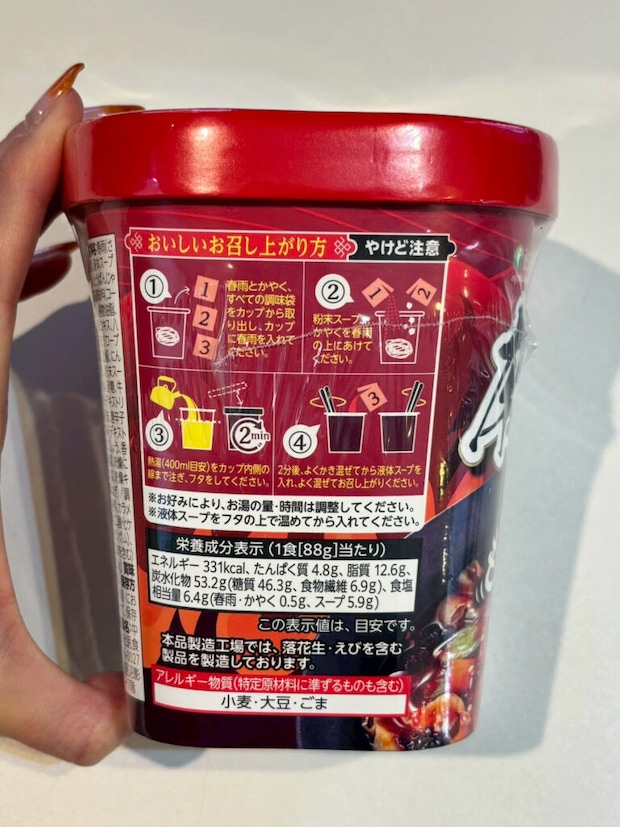 おいしいお召し上がり方
やけど注意
①
1
2
3
春雨とかやく、
すべての調味袋
をカップから取
り出し、カップ
に春雨を入れて
ください。
②
1
2
粉末スープ、
かやくを春雨
の上にあけて
ください。
③
2min
熱湯(400ml目安)をカップ内側の
線まで注ぎ、フタをしてください。
④
3
2分後、よくかき混ぜてから液体スープを
入れ、よく混ぜてお召し上がりください。
※お好みにより、お湯の量・時間は調整してください。
※液体スープをフタの上で温めてから入れてください。
栄養成分表示(1食[88g]当たり)
エネルギー 331kcal、たんぱく質 4.8g、脂質 12.6g、
炭水化物 53.2g(糖質 46.3g、食物繊維 6.9g)、食塩
相当量 6.4g(春雨・かやく 0.5g、スープ 5.9g)
この表示値は、目安です。
本品製造工場では、落花生・えびを含む
製品を製造しております。
アレルギー物質(特定原材料に準ずるものも含む)
小麦・大豆・ごま